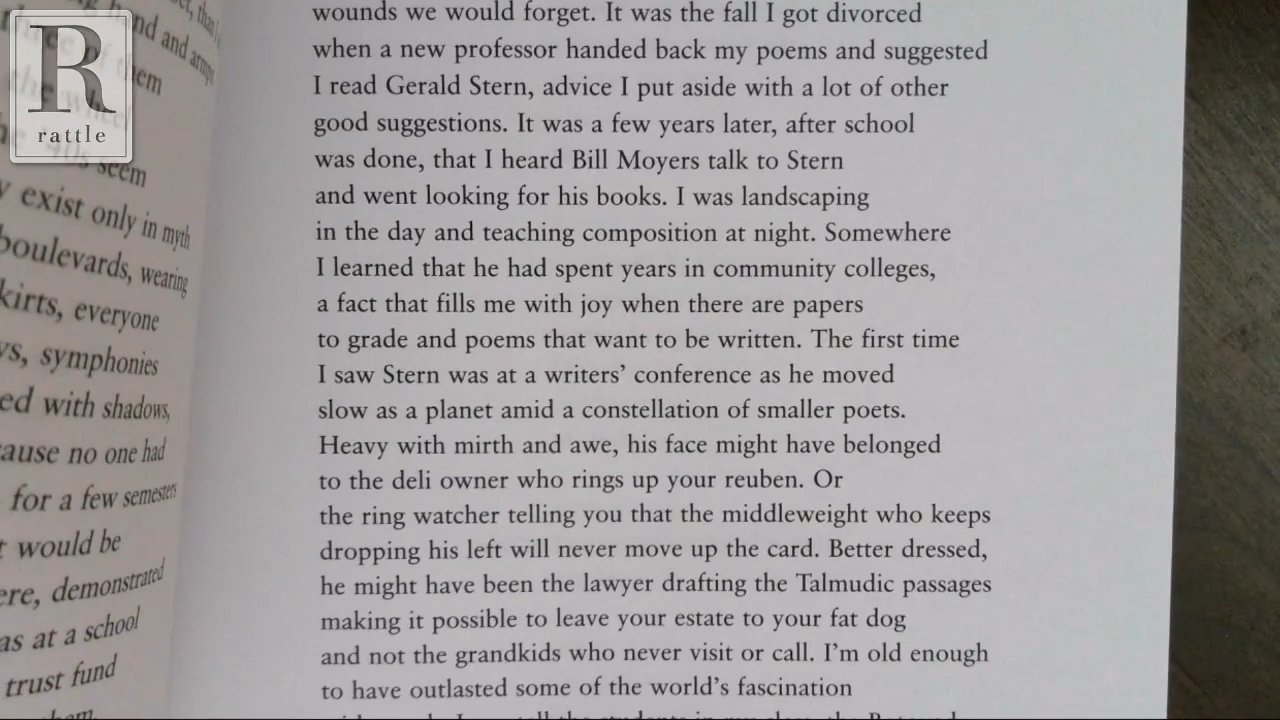 R
rattle
hand and
three of them
the wheel
'40s seem
exist only in myth
boulevards, wearing
kirts, everyone
symphonies
ed with shadows,
ause no one had
for a few semesters
would be
ere, demonstrated
as at a school
trust fund
wounds we would forget. It was the fall I got divorced
when a new professor handed back my poems and suggested
I read Gerald Stern, advice I put aside with a lot of other
good suggestions. It was a few years later, after school
was done, that I heard Bill Moyers talk to Stern
and went looking for his books. I was landscaping
in the day and teaching composition at night. Somewhere
I learned that he had spent years in community colleges,
a fact that fills me with joy when there are papers
to grade and poems that want to be written. The first time
I saw Stern was at a writers’ conference as he moved
slow as a planet amid a constellation of smaller poets.
Heavy with mirth and awe, his face might have belonged
to the deli owner who rings up your reuben. Or
the ring watcher telling you that the middleweight who keeps
dropping his left will never move up the card. Better dressed,
he might have been the lawyer drafting the Talmudic passages
making it possible to leave your estate to your fat dog
and not the grandkids who never visit or call. I’m old enough
to have outlasted some of the world’s fascination